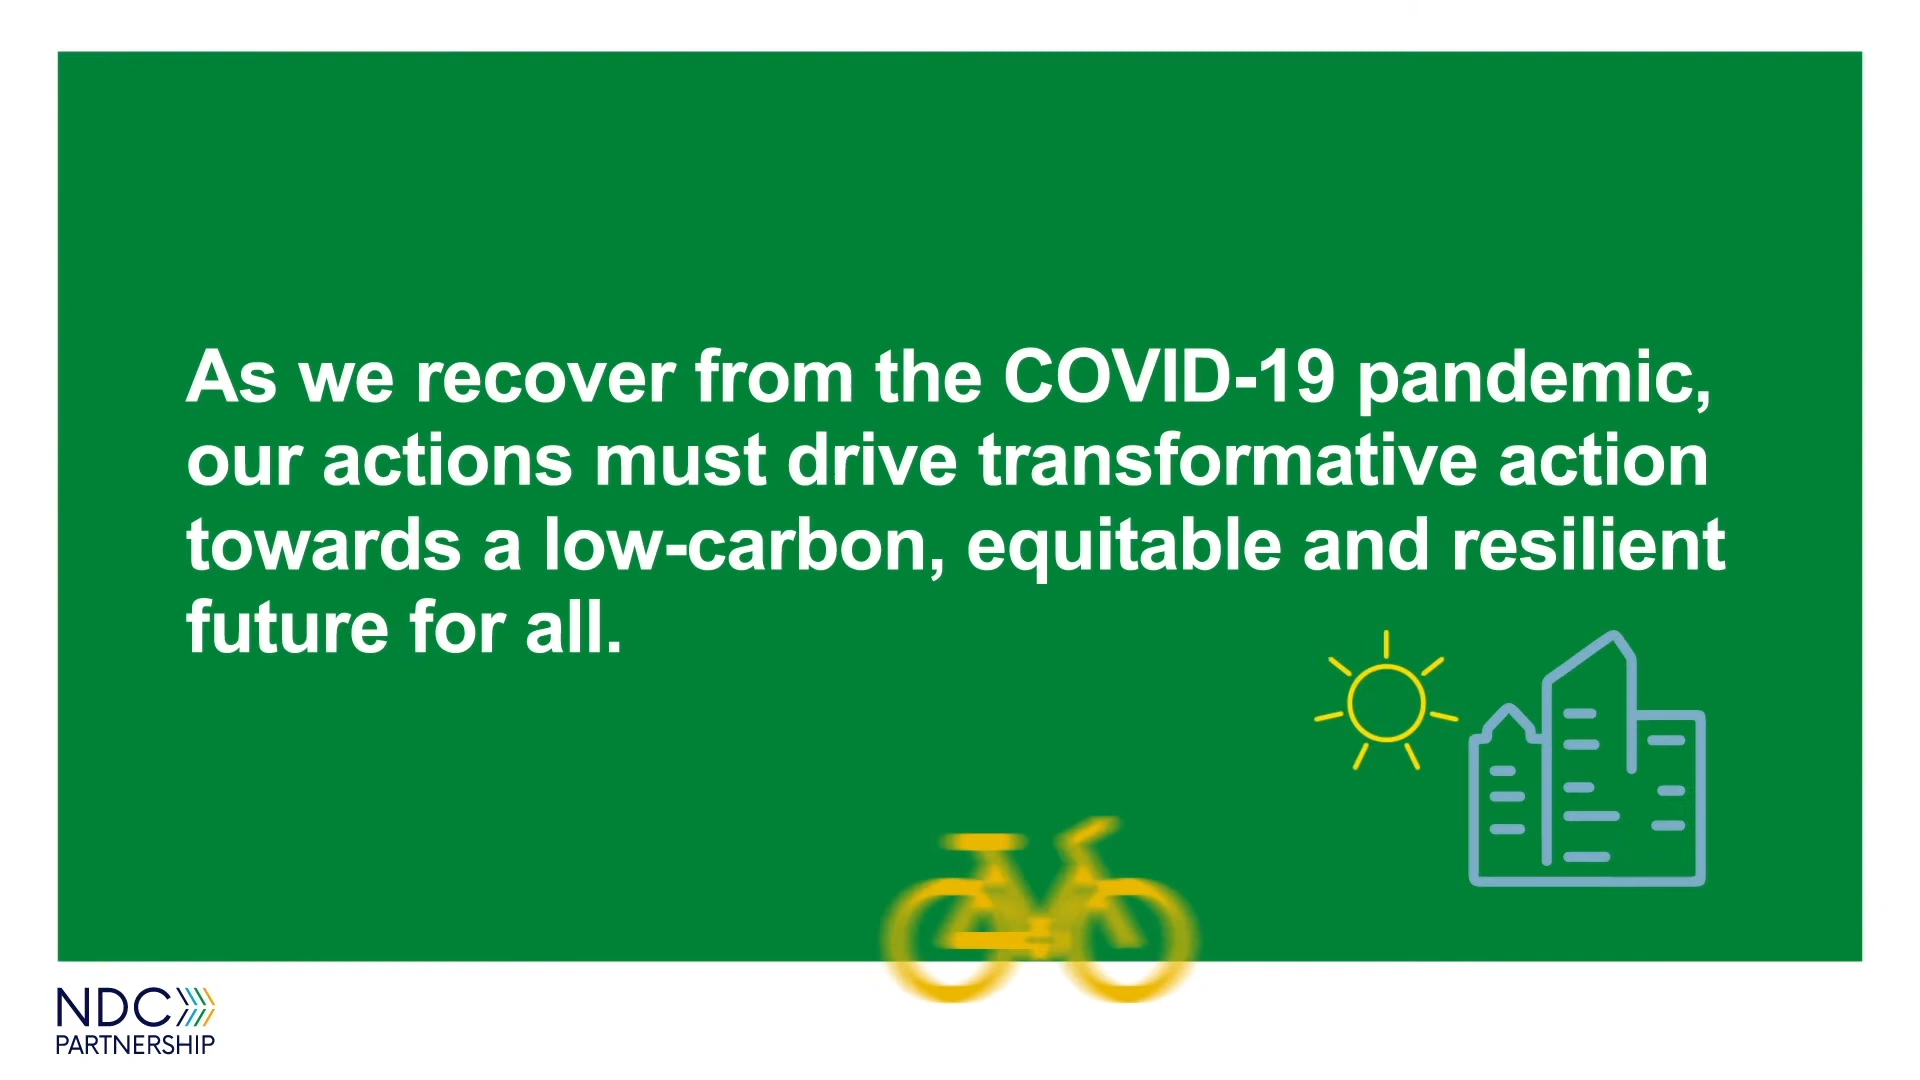 As we recover from the COVID-19 pandemic,
our actions must drive transformative action
towards a low-carbon, equitable and resilient
future for all.
NDC
PARTNERSHIP